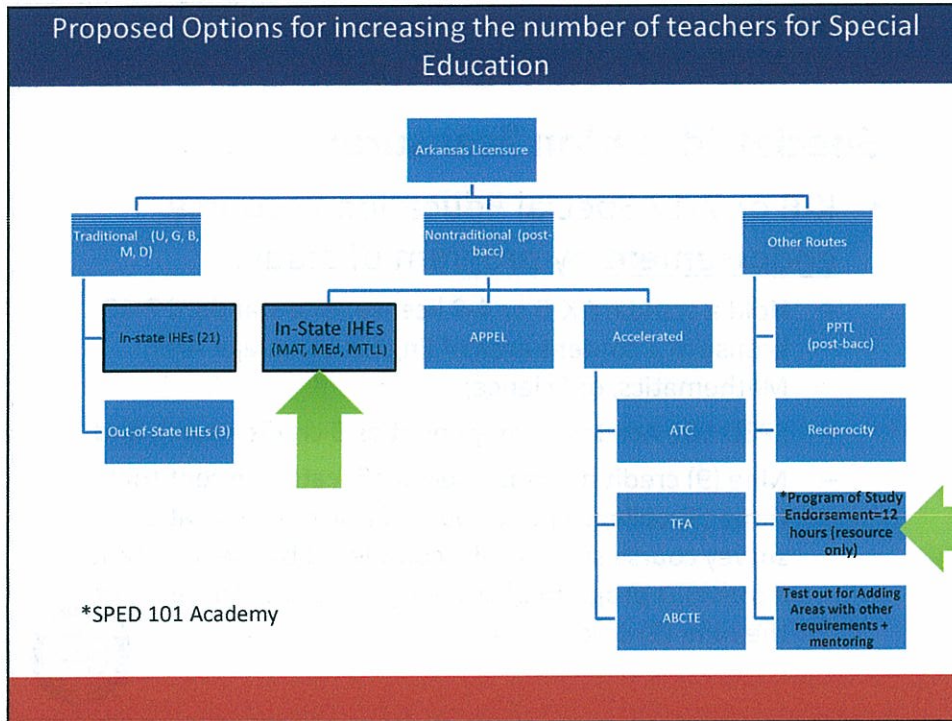 Proposed Options for increasing the number of teachers for Special
Education
Arkansas Licensure
Traditional (U, G, B,
M, D)
Nontraditional (post-
bacc)
Other Routes
In-state IHEs (21)
In-State IHEs
(MAT, MEd, MTLL)
APPEL
Accelerated
PPTL
(post-bacc)
Out-of-State IHEs (3)
ATC
Reciprocity
TFA
*Program of Study
Endorsement=12
hours (resource
only)
ABCTE
Test out for Adding
Areas with other
requirements +
mentoring
*SPED 101 Academy